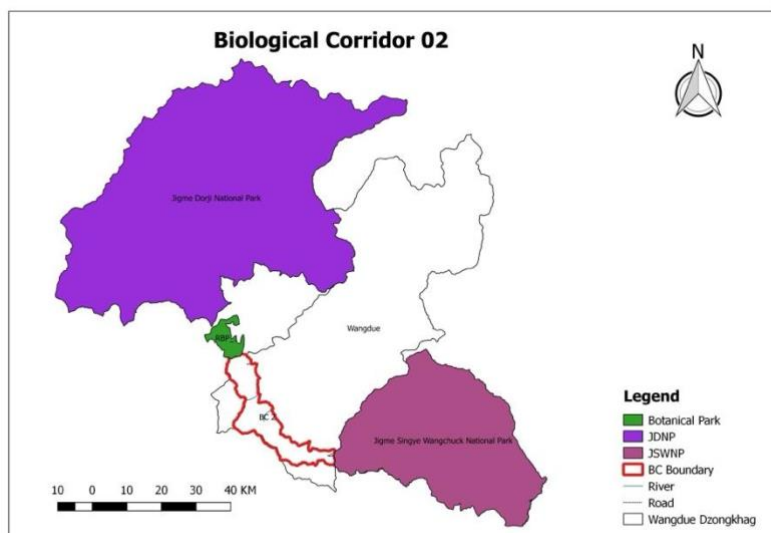 Biological Corridor 02
N
Jigme Dorji National Park
Wangdue
BC 2
Jigme Singye Wangchuck National Park
10 0 10 20 30 40 KM
Legend
Botanical Park
JDNP
JSWNP
BC Boundary
River
Road
Wangdue Dzongkhag